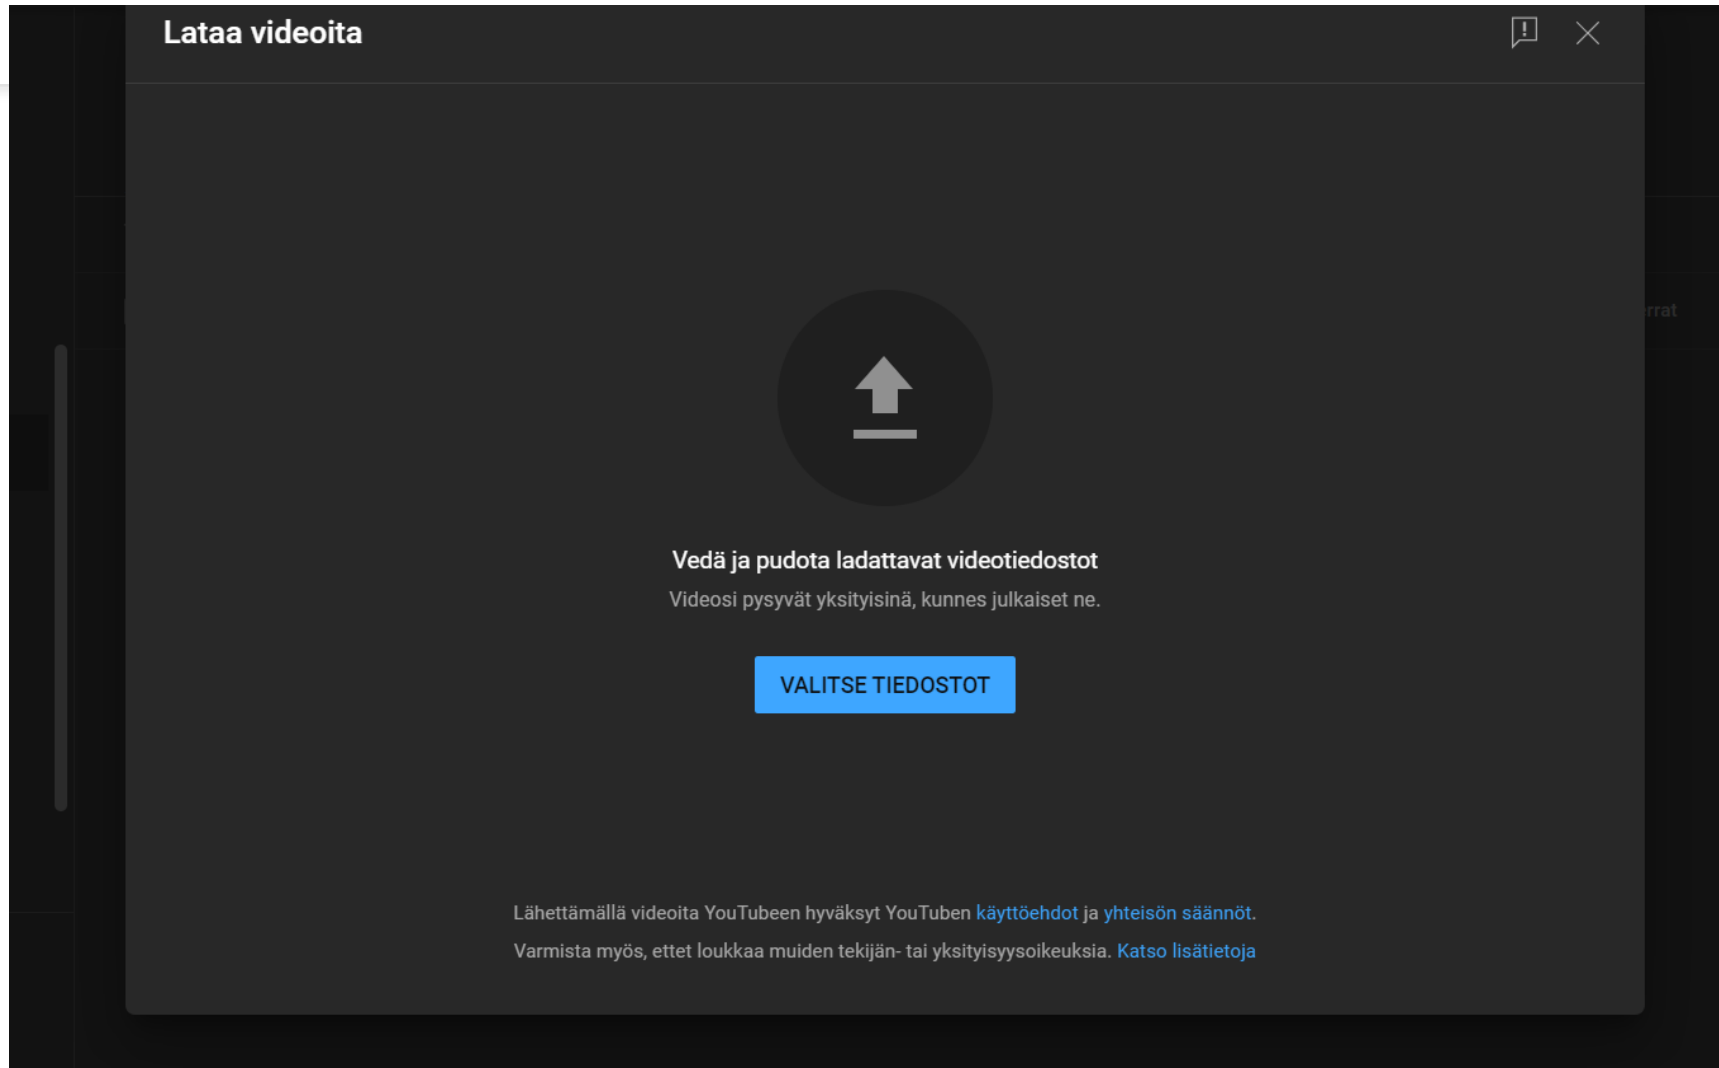 Lataa videoita
Vedä ja pudota ladattavat videotiedostot
Videosi pysyvät yksityisinä, kunnes julkaiset ne.
VALITSE TIEDOSTOT
Lähettämällä videoita YouTubeen hyväksyt YouTuben käyttöehdot ja yhteisön säännöt.
Varmista myös, ettet loukkaa muiden tekijän- tai yksityisyysoikeuksia. Katso lisätietoja